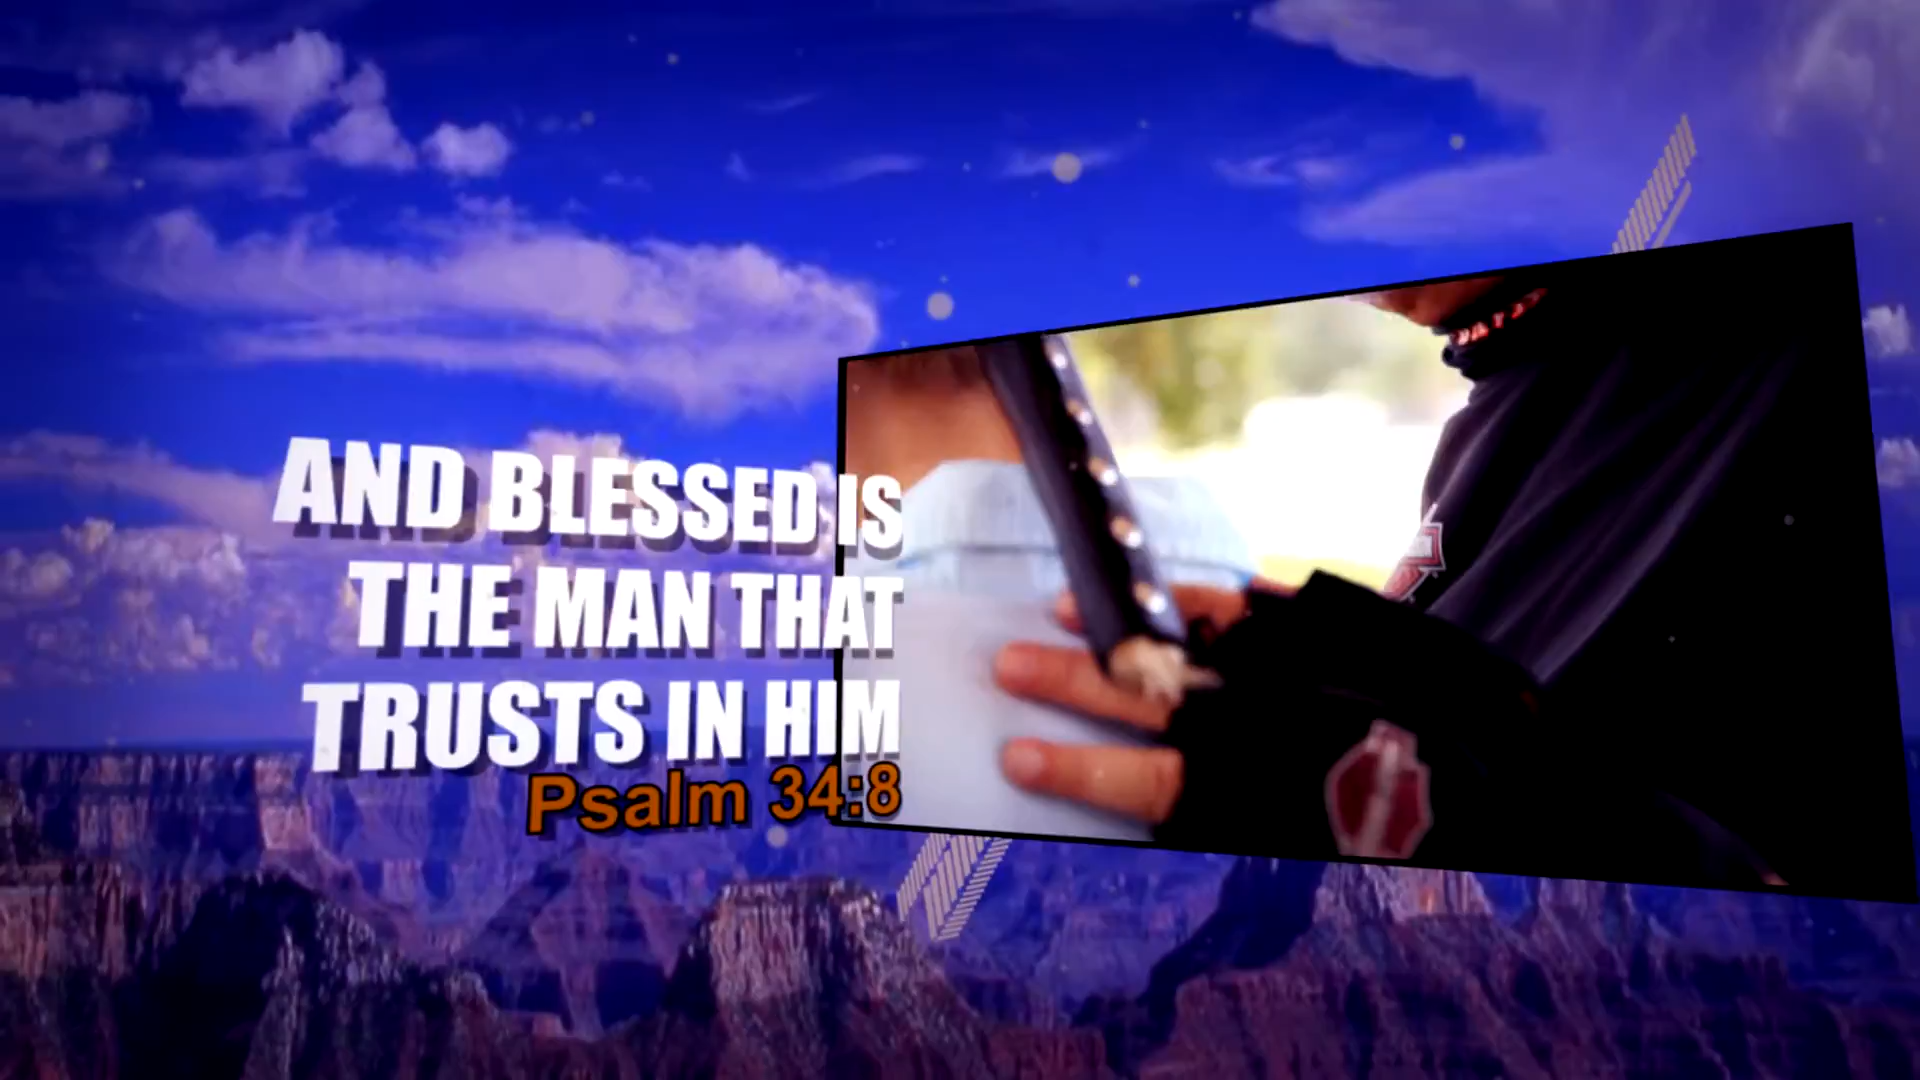 AND BLESSED IS
THE MAN THAT
TRUSTS IN HIM
Psalm 34:8